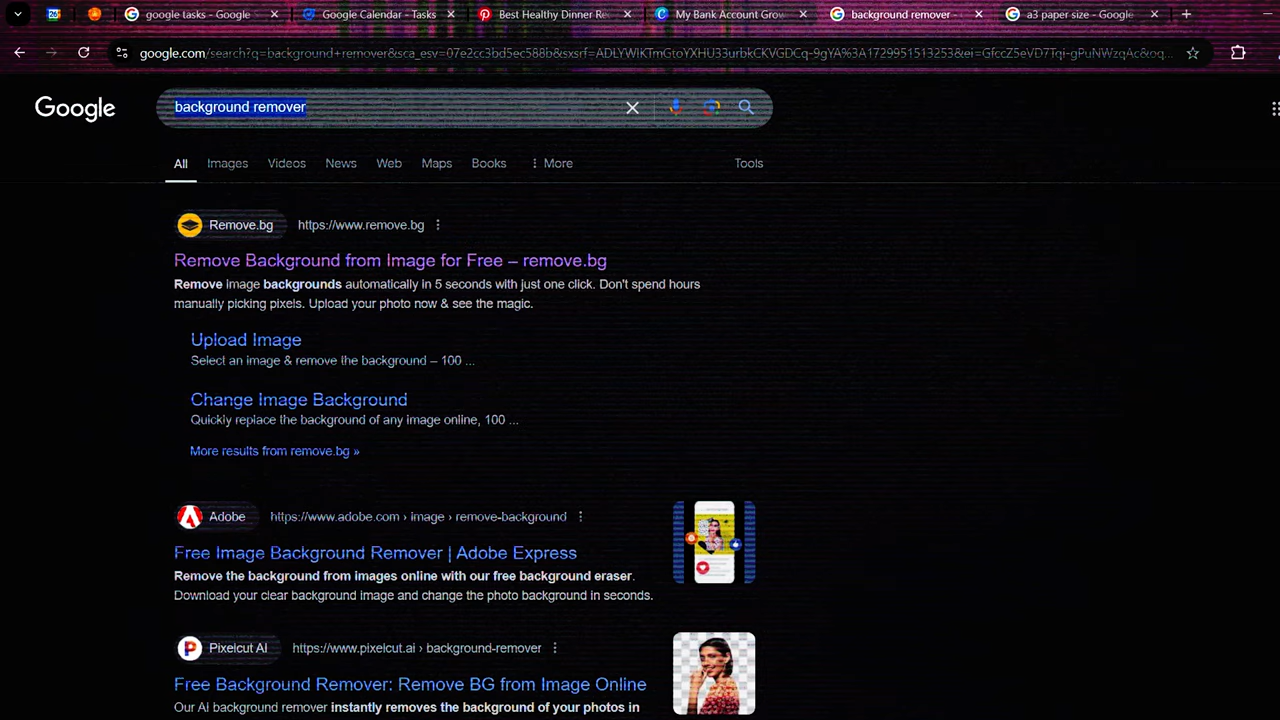 google tasks - Google
Google Calendar - Tasks
Best Healthy Dinner Re
My Bank Account Grow
background remover -
a3 paper size - Google
google.com/search?q=background+remover&sca_esv=07e2cc3bd5ec588b&sxsrf=
Google
background remover
All
Images
Videos
News
Web
Maps
Books
More
Tools
Remove.bg
https://www.remove.bg
Remove Background from Image for Free – remove.bg
Remove image backgrounds automatically in 5 seconds with just one click. Don't spend hours
manually picking pixels. Upload your photo now & see the magic.
Upload Image
Select an image & remove the background – 100 ...
Change Image Background
Quickly replace the background of any image online, 100 ...
More results from remove.bg »
Adobe
https://www.adobe.com › image › remove-background
Free Image Background Remover | Adobe Express
Remove the background from images online with our free background eraser.
Download your clear background image and change the photo background in seconds.
Pixelcut AI
https://www.pixelcut.ai › background-remover
Free Background Remover: Remove BG from Image Online
Our AI background remover instantly removes the background of your photos in